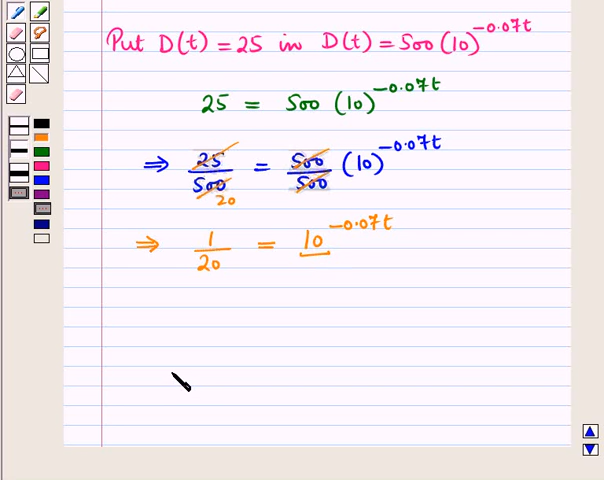 Put D(t) = 25 in D(t) = 500 (10)^-0.07t
25 = 500 (10)^-0.07t
⇒ 25/500 20 = 500/500 (10)^-0.07t
⇒ 1/20 = 10^-0.07t